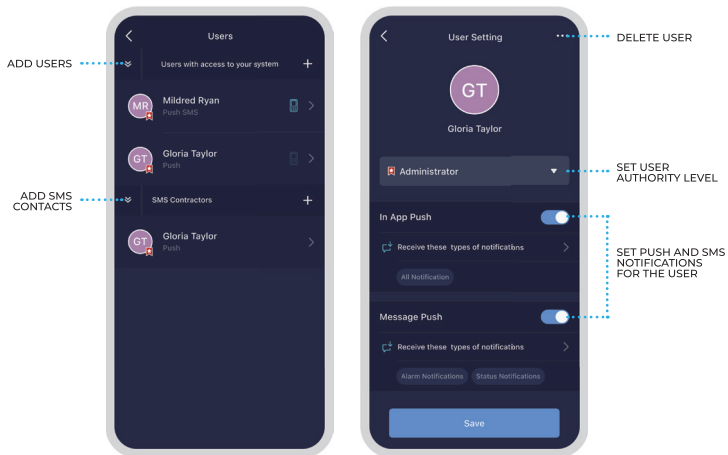 Users
ADD USERS
Users with access to your system
+
MR
Mildred Ryan
Push SMS
GT
Gloria Taylor
Push
ADD SMS
CONTACTS
SMS Contractors
+
GT
Gloria Taylor
Push
User Setting
DELETE USER
GT
Gloria Taylor
Administrator
SET USER
AUTHORITY LEVEL
In App Push
Receive these types of notifications
All Notification
SET PUSH AND SMS
NOTIFICATIONS
FOR THE USER
Message Push
Receive these types of notifications
Alarm Notifications
Status Notifications
Save